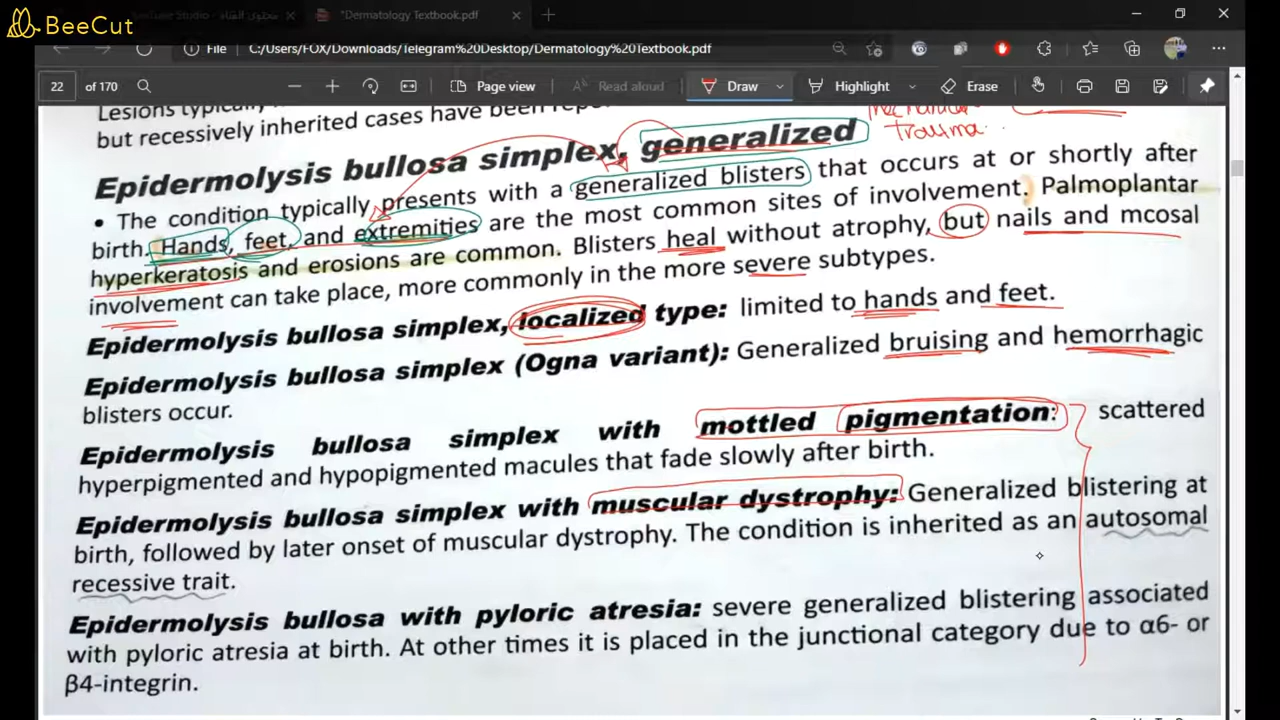 BeeCut
*Dermatology Textbook.pdf
File C:/Users/FOX/Downloads/Telegram%20Desktop/Dermatology%20Textbook.pdf
22 of 170 Page view Read aloud Draw Highlight Erase
Lesions typically
but recessively inherited cases have been
trauma.
Epidermolysis bullosa simplex, generalized
• The condition typically presents with a generalized blisters that occurs at or shortly after
birth. Hands, feet, and extremities are the most common sites of involvement. Palmoplantar
hyperkeratosis and erosions are common. Blisters heal without atrophy, but nails and mcosal
involvement can take place, more commonly in the more severe subtypes.
Epidermolysis bullosa simplex, localized type: limited to hands and feet.
Epidermolysis bullosa simplex (Ogna variant): Generalized bruising and hemorrhagic
blisters occur.
Epidermolysis bullosa simplex with mottled pigmentation: scattered
hyperpigmented and hypopigmented macules that fade slowly after birth.
Epidermolysis bullosa simplex with muscular dystrophy: Generalized blistering at
birth, followed by later onset of muscular dystrophy. The condition is inherited as an autosomal
recessive trait.
Epidermolysis bullosa with pyloric atresia: severe generalized blistering associated
with pyloric atresia at birth. At other times it is placed in the junctional category due to α6- or
β4-integrin.